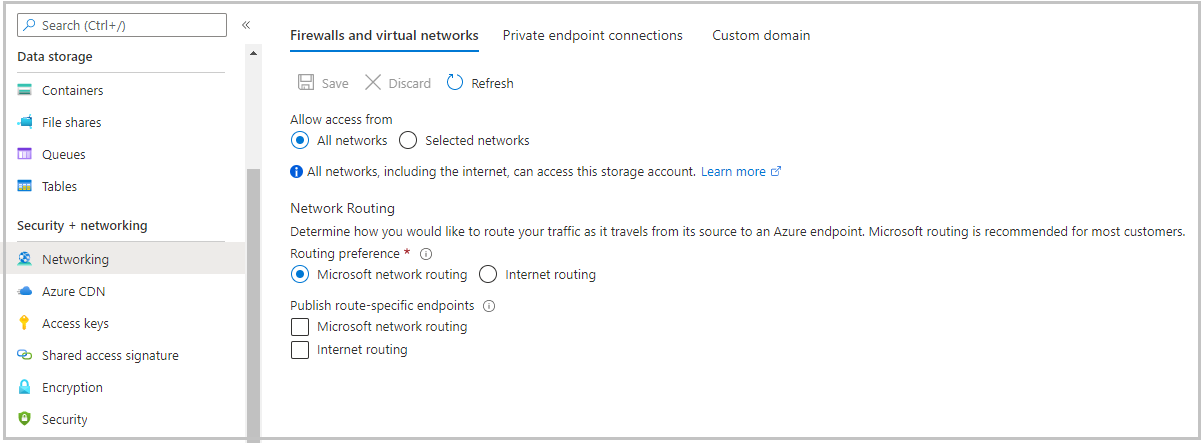 Search (Ctrl+/)
«
Data storage
Containers
File shares
Queues
Tables
Security + networking
Networking
Azure CDN
Access keys
Shared access signature
Encryption
Security
Firewalls and virtual networks Private endpoint connections Custom domain
Save Discard Refresh
Allow access from
All networks Selected networks
All networks, including the internet, can access this storage account. Learn more
Network Routing
Determine how you would like to route your traffic as it travels from its source to an Azure endpoint. Microsoft routing is recommended for most customers.
Routing preference *
Microsoft network routing Internet routing
Publish route-specific endpoints
Microsoft network routing
Internet routing